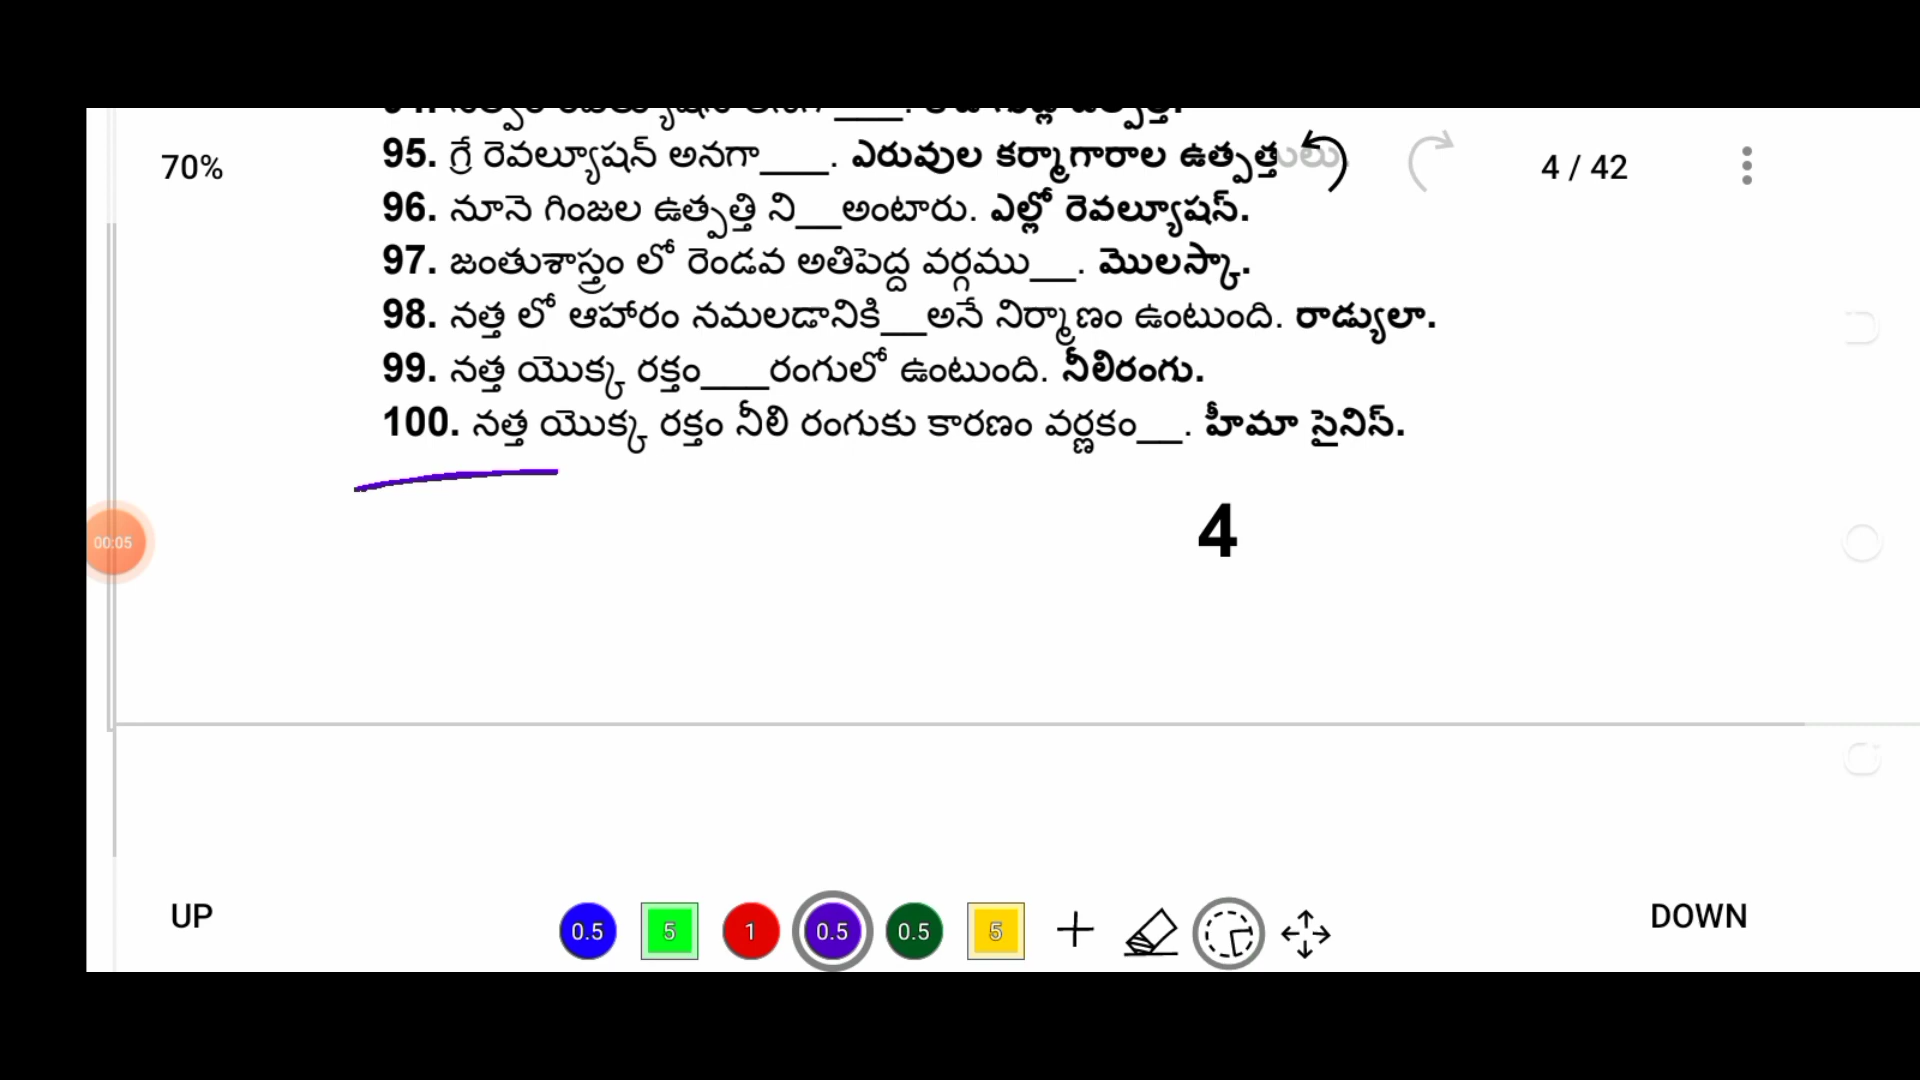 70%
95. గ్రే రెవల్యూషన్ అనగా____. ఎరువుల కర్మాగారాల ఉత్పత్తులు.
4 / 42
96. నూనె గింజల ఉత్పత్తి ని__అంటారు. ఎల్లో రెవల్యూషన్.
97. జంతుశాస్త్రం లో రెండవ అతిపెద్ద వర్గము__. మొలస్కా.
98. నత్త లో ఆహారం నమలడానికి__అనే నిర్మాణం ఉంటుంది. రాడ్యులా.
99. నత్త యొక్క రక్తం___రంగులో ఉంటుంది. నీలిరంగు.
100. నత్త యొక్క రక్తం నీలి రంగుకు కారణం వర్ణకం__. హీమా సైనిన్.
00:05
4
UP
0.5 5 1 0.5 0.5 5
DOWN